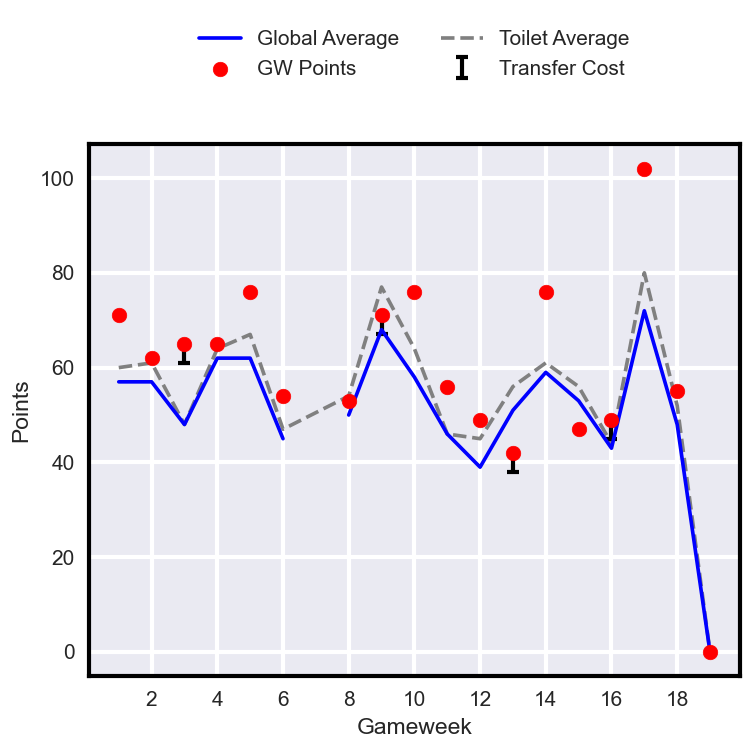 Global Average
Toilet Average
GW Points
Transfer Cost
100
80
60
40
20
0
Points
2 4 6 8 10 12 14 16 18
Gameweek